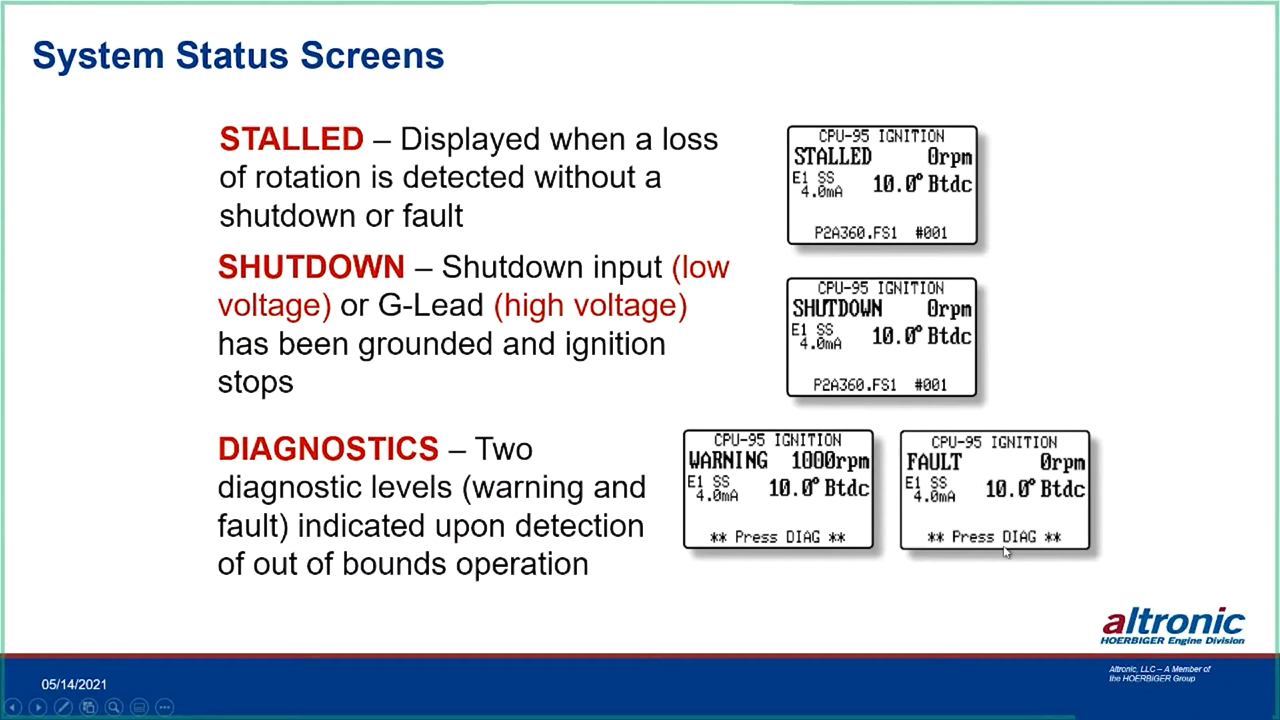 System Status Screens
STALLED – Displayed when a loss
of rotation is detected without a
shutdown or fault
CPU-95 IGNITION
STALLED 0rpm
E1 SS
4.0mA 10.0° Btdc
P2A360.FS1 #001
SHUTDOWN – Shutdown input (low
voltage) or G-Lead (high voltage)
has been grounded and ignition
stops
CPU-95 IGNITION
SHUTDOWN 0rpm
E1 SS
4.0mA 10.0° Btdc
P2A360.FS1 #001
DIAGNOSTICS – Two
diagnostic levels (warning and
fault) indicated upon detection
of out of bounds operation
CPU-95 IGNITION
WARNING 1000rpm
E1 SS
4.0mA 10.0° Btdc
** Press DIAG **
CPU-95 IGNITION
FAULT 0rpm
E1 SS
4.0mA 10.0° Btdc
** Press DIAG **
altronic
HOERBIGER Engine Division
Altronic, LLC – A Member of
the HOERBIGER Group
05/14/2021